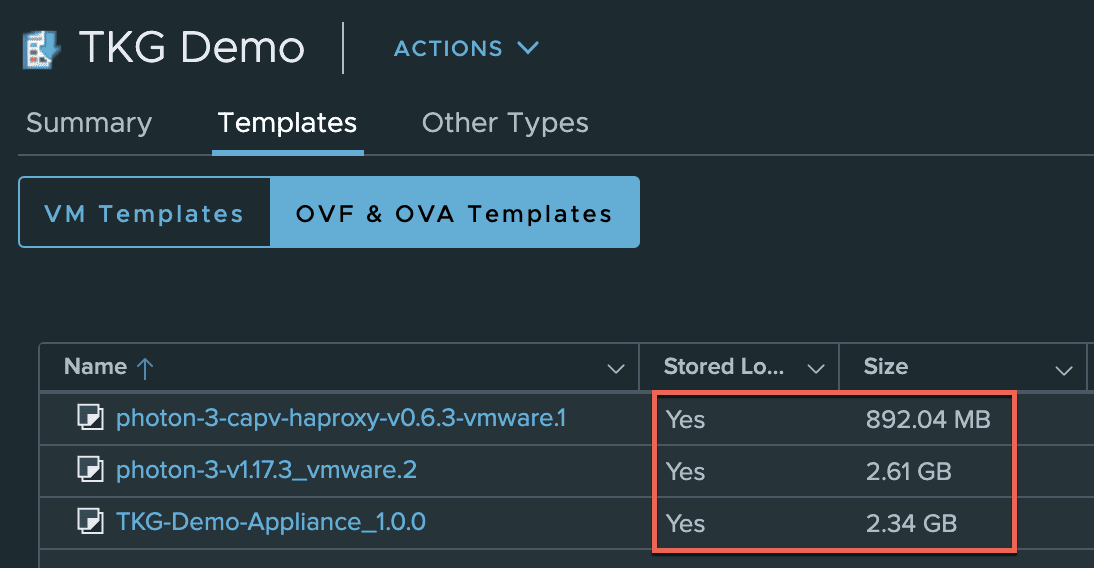 TKG Demo ACTIONS
Summary Templates Other Types
VM Templates OVF & OVA Templates
Name Stored Lo... Size
photon-3-capv-haproxy-v0.6.3-vmware.1 Yes 892.04 MB
photon-3-v1.17.3_vmware.2 Yes 2.61 GB
TKG-Demo-Appliance_1.0.0 Yes 2.34 GB